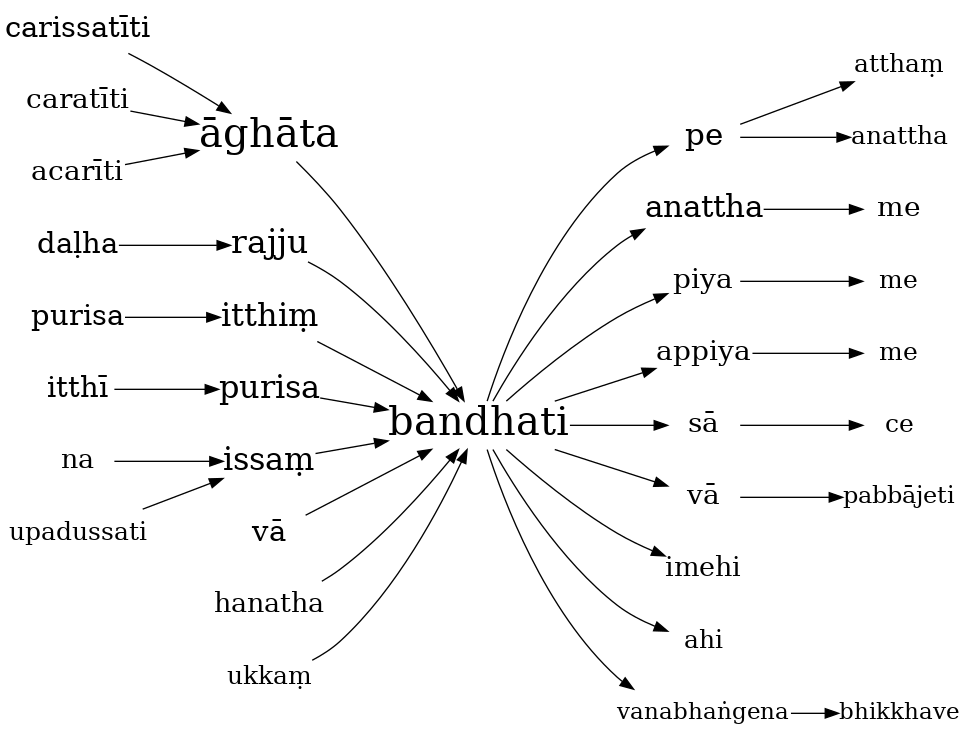 carissatīti
caratīti
acarīti
āghāta
daḷha
rajju
purisa
itthiṃ
itthī
purisa
na
issaṃ
upadussati
vā
hanatha
ukkaṃ
bandhati
pe
atthaṃ
anattha
anattha
me
piya
me
appiya
me
sā
ce
vā
pabbājeti
imehi
ahi
vanabhaṅgena
bhikkhave